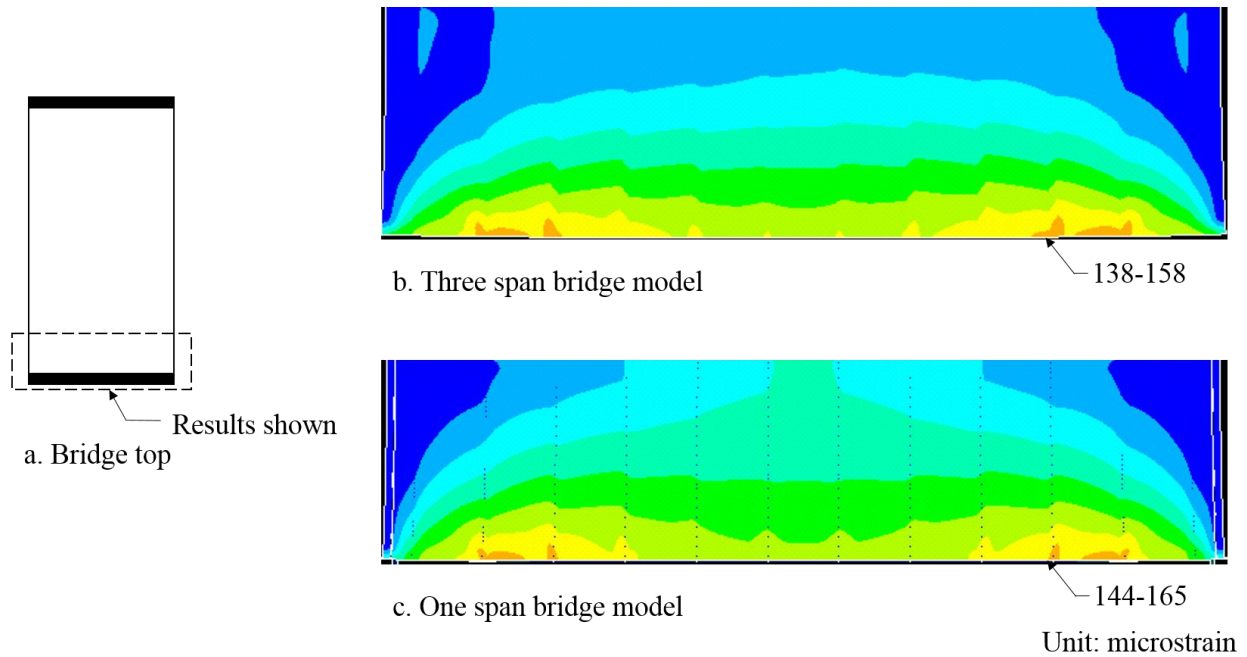 Results shown
a. Bridge top
138-158
b. Three span bridge model
144-165
c. One span bridge model
Unit: microstrain